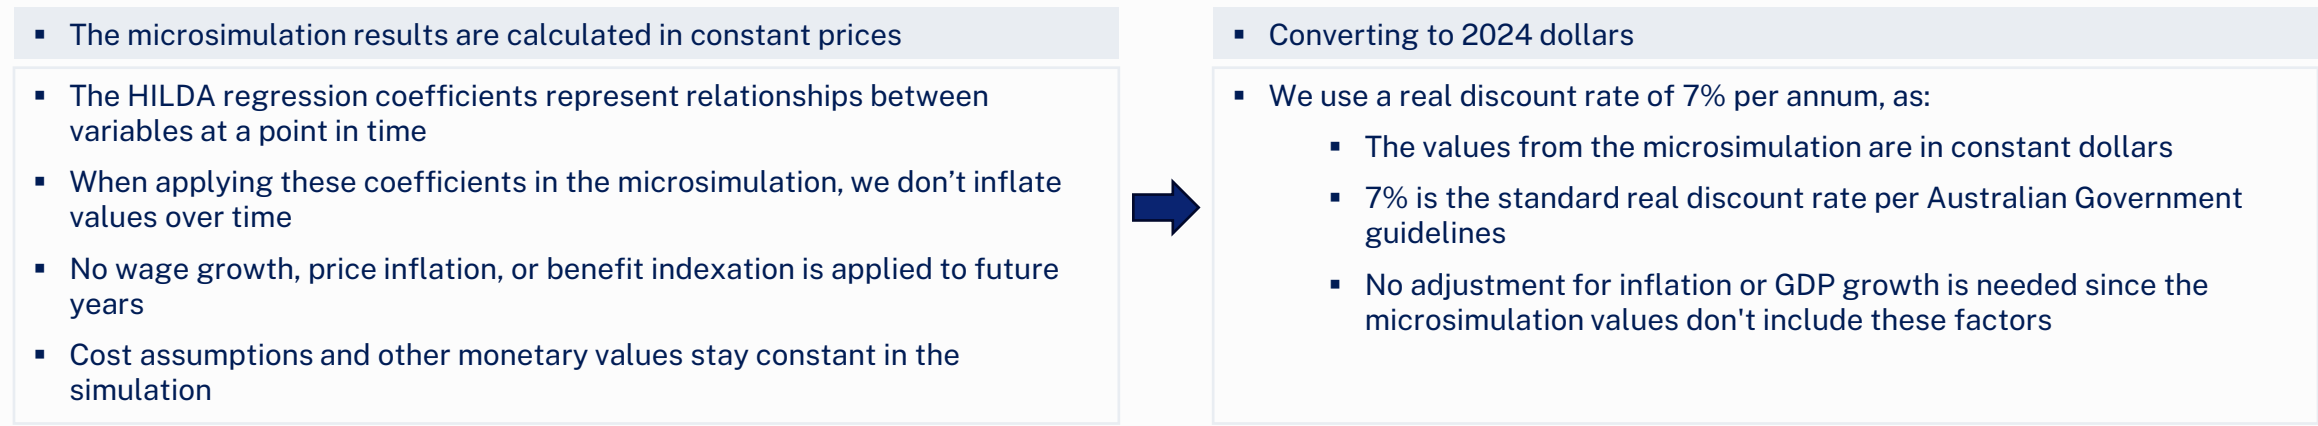 ▪ The microsimulation results are calculated in constant prices
▪ The HILDA regression coefficients represent relationships between
variables at a point in time
▪ When applying these coefficients in the microsimulation, we don’t inflate
values over time
▪ No wage growth, price inflation, or benefit indexation is applied to future
years
▪ Cost assumptions and other monetary values stay constant in the
simulation
▪ Converting to 2024 dollars
▪ We use a real discount rate of 7% per annum, as:
▪ The values from the microsimulation are in constant dollars
▪ 7% is the standard real discount rate per Australian Government
guidelines
▪ No adjustment for inflation or GDP growth is needed since the
microsimulation values don't include these factors